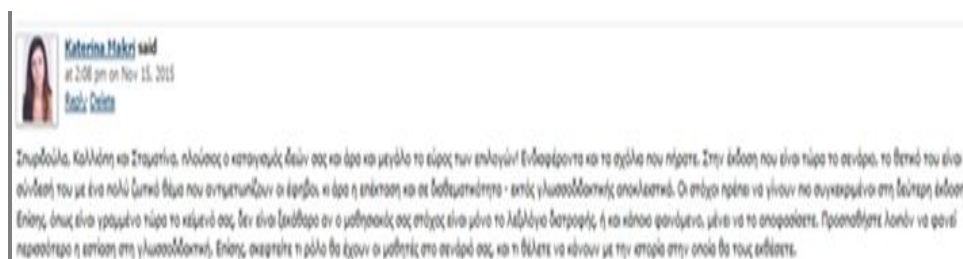 Katerina Makri said
at 2:08 pm on Nov 15, 2015
Reply Delete
Σπυριδούλα, Καλλιόπη και Σταματίνα, πλούσιος ο καταιγισμός ιδεών σας και άρα και μεγάλο το εύρος των επιλογών! Ενδιαφέροντα και τα σχόλια που πήρατε. Στην έκδοση που είναι τώρα το σενάριο, το θετικό του είναι
σύνδεσή του με ένα πολύ ζωτικό θέμα που αντιμετωπίζουν οι έφηβοι, κι άρα η επέκταση και σε διαθεματικότητα - εκτός γλωσσοδιδακτικής αποκλειστικά. Οι στόχοι πρέπει να γίνουν πιο συγκεκριμένοι στη δεύτερη έκδοση
Επίσης, όπως είναι γραμμένο τώρα το κείμενό σας, δεν είναι ξεκάθαρο αν ο μαθησιακός σας στόχος είναι μόνο το λεξιλόγιο διατροφής, ή και κάποιο φαινόμενο, μένει να το αποφασίσετε. Προσπαθήστε λοιπόν να φανεί
περισσότερο η εστίαση στη γλωσσοδιδακτική. Επίσης, σκεφτείτε τι ρόλο θα έχουν οι μαθητές στο σενάριό σας, και τι θέλετε να κάνουν με την ιστορία στην οποία θα τους εκθέσετε.